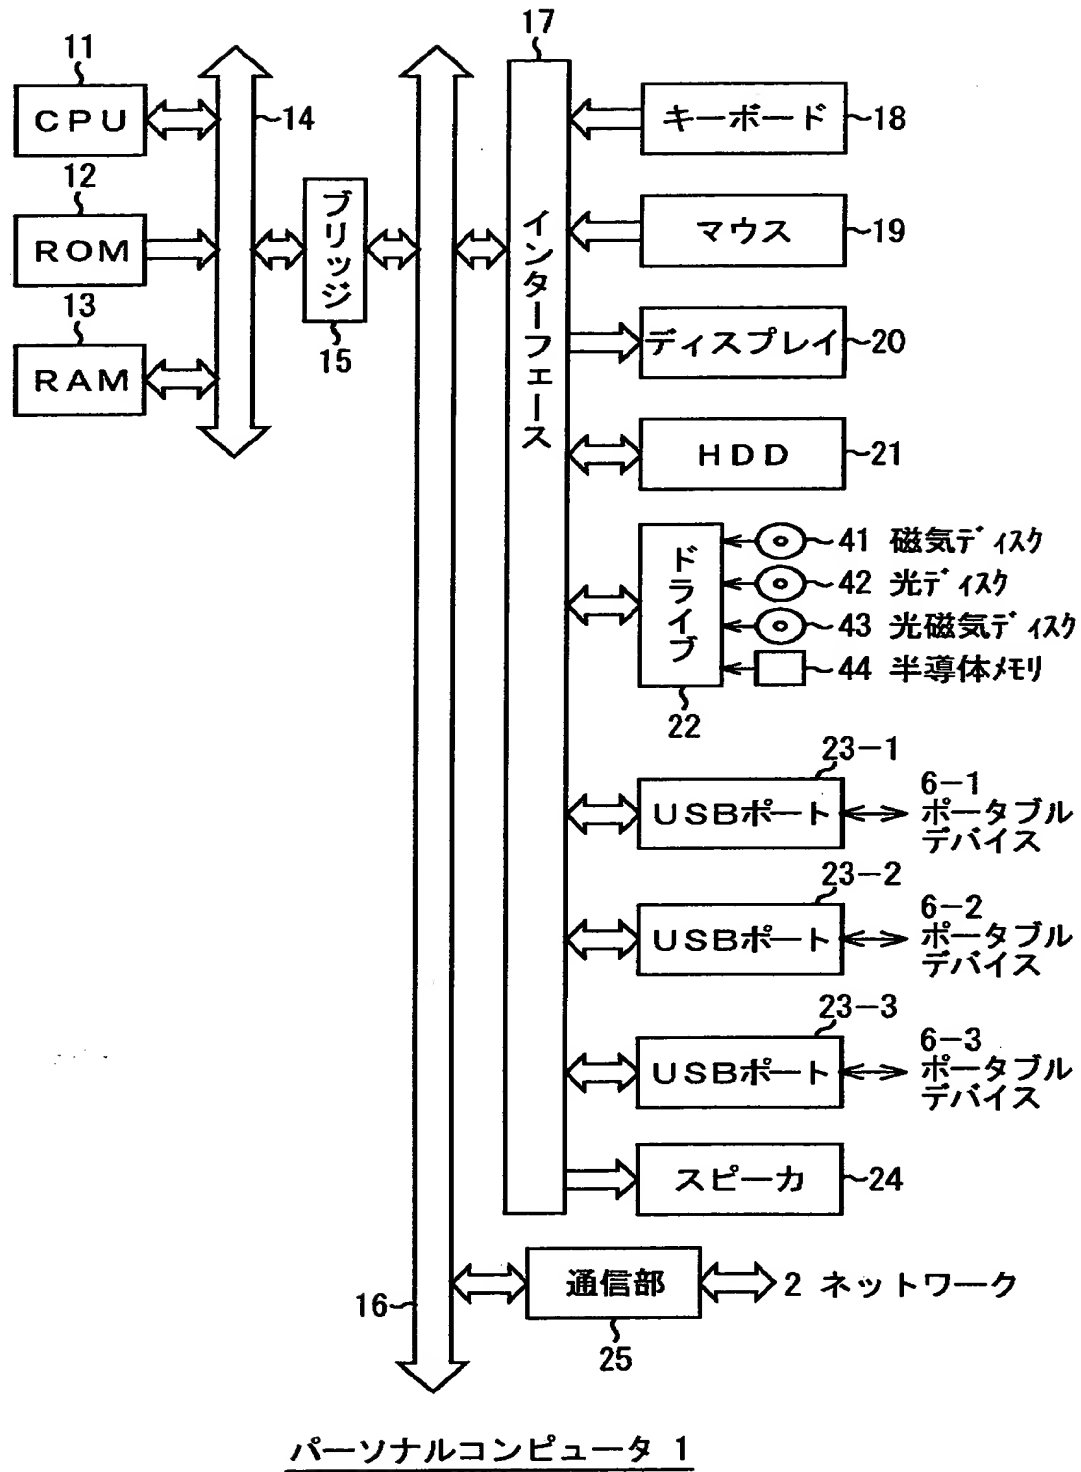 17
11
CPU
14
キーボード
18
12
ROM
ブリッジ
インターフェース
マウス
19
13
RAM
15
ディスプレイ
20
HDD
21
ドライブ
41 磁気ディスク
42 光ディスク
43 光磁気ディスク
44 半導体メモリ
22
23-1
USBポート
6-1
ポータブル
デバイス
23-2
USBポート
6-2
ポータブル
デバイス
23-3
USBポート
6-3
ポータブル
デバイス
スピーカ
24
16
通信部
2 ネットワーク
25
パーソナルコンピュータ 1